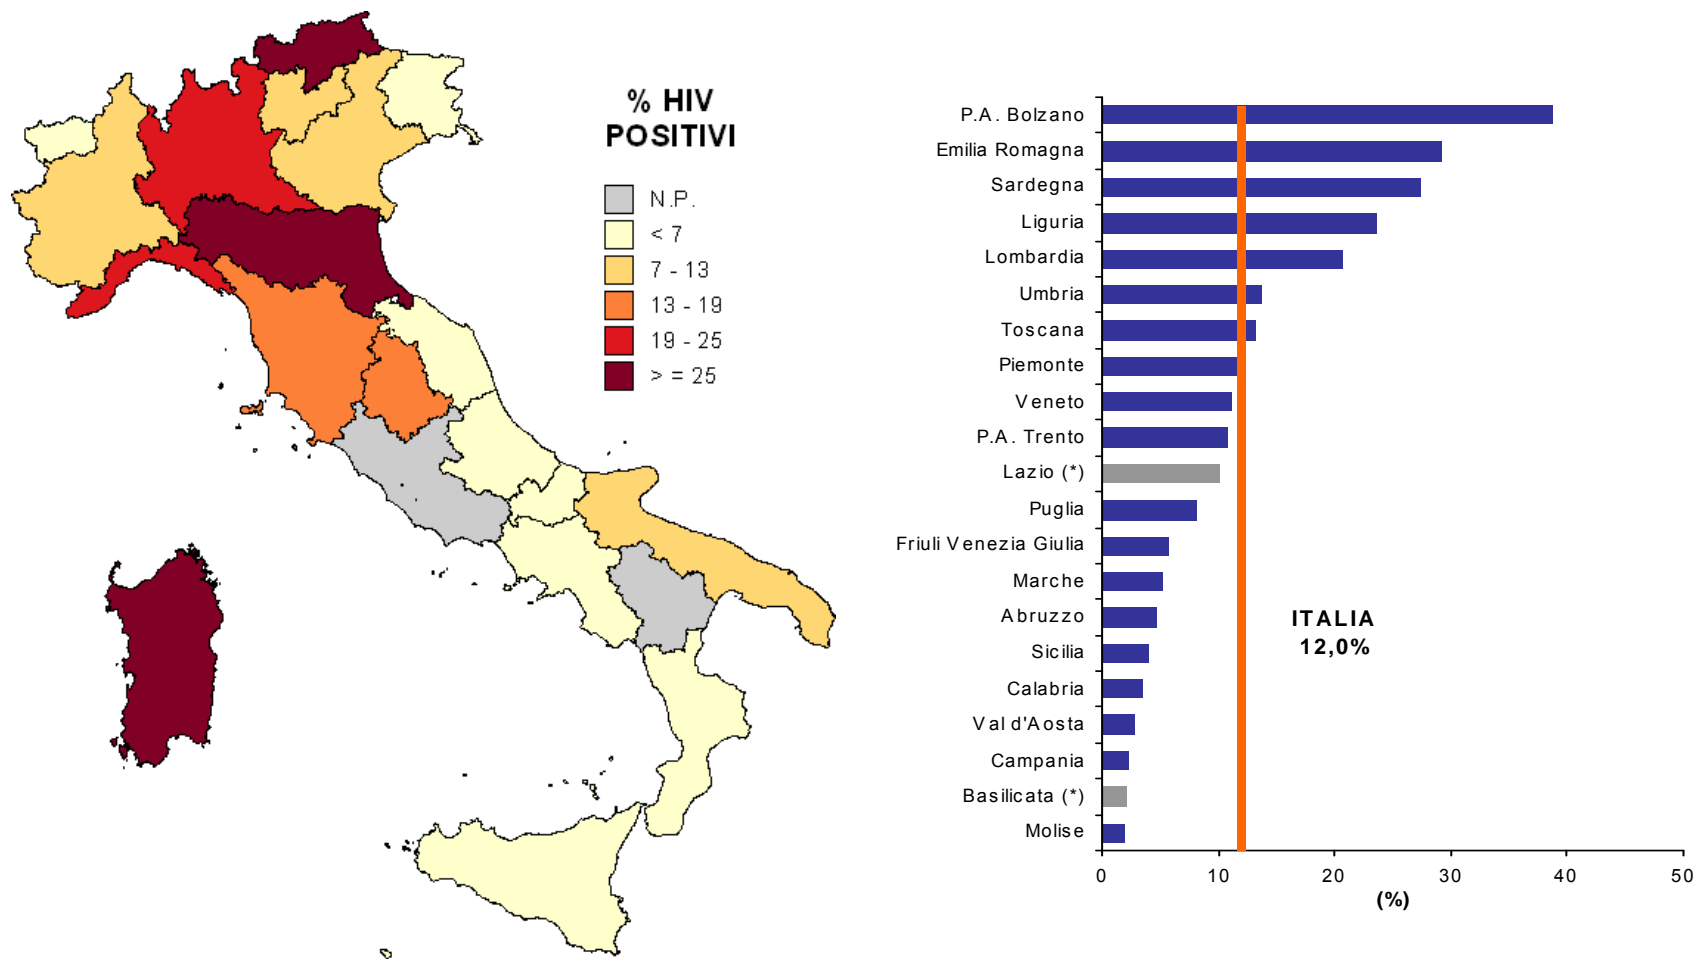 % HIV
POSITIVI
N.P.
< 7
7 - 13
13 - 19
19 - 25
> = 25
P.A. Bolzano
Emilia Romagna
Sardegna
Liguria
Lombardia
Umbria
Toscana
Piemonte
Veneto
P.A. Trento
Lazio (*)
Puglia
Friuli Venezia Giulia
Marche
Abruzzo
Sicilia
Calabria
Val d'Aosta
Campania
Basilicata (*)
Molise
ITALIA
12,0%
0 10 20 30 40 50
(%)